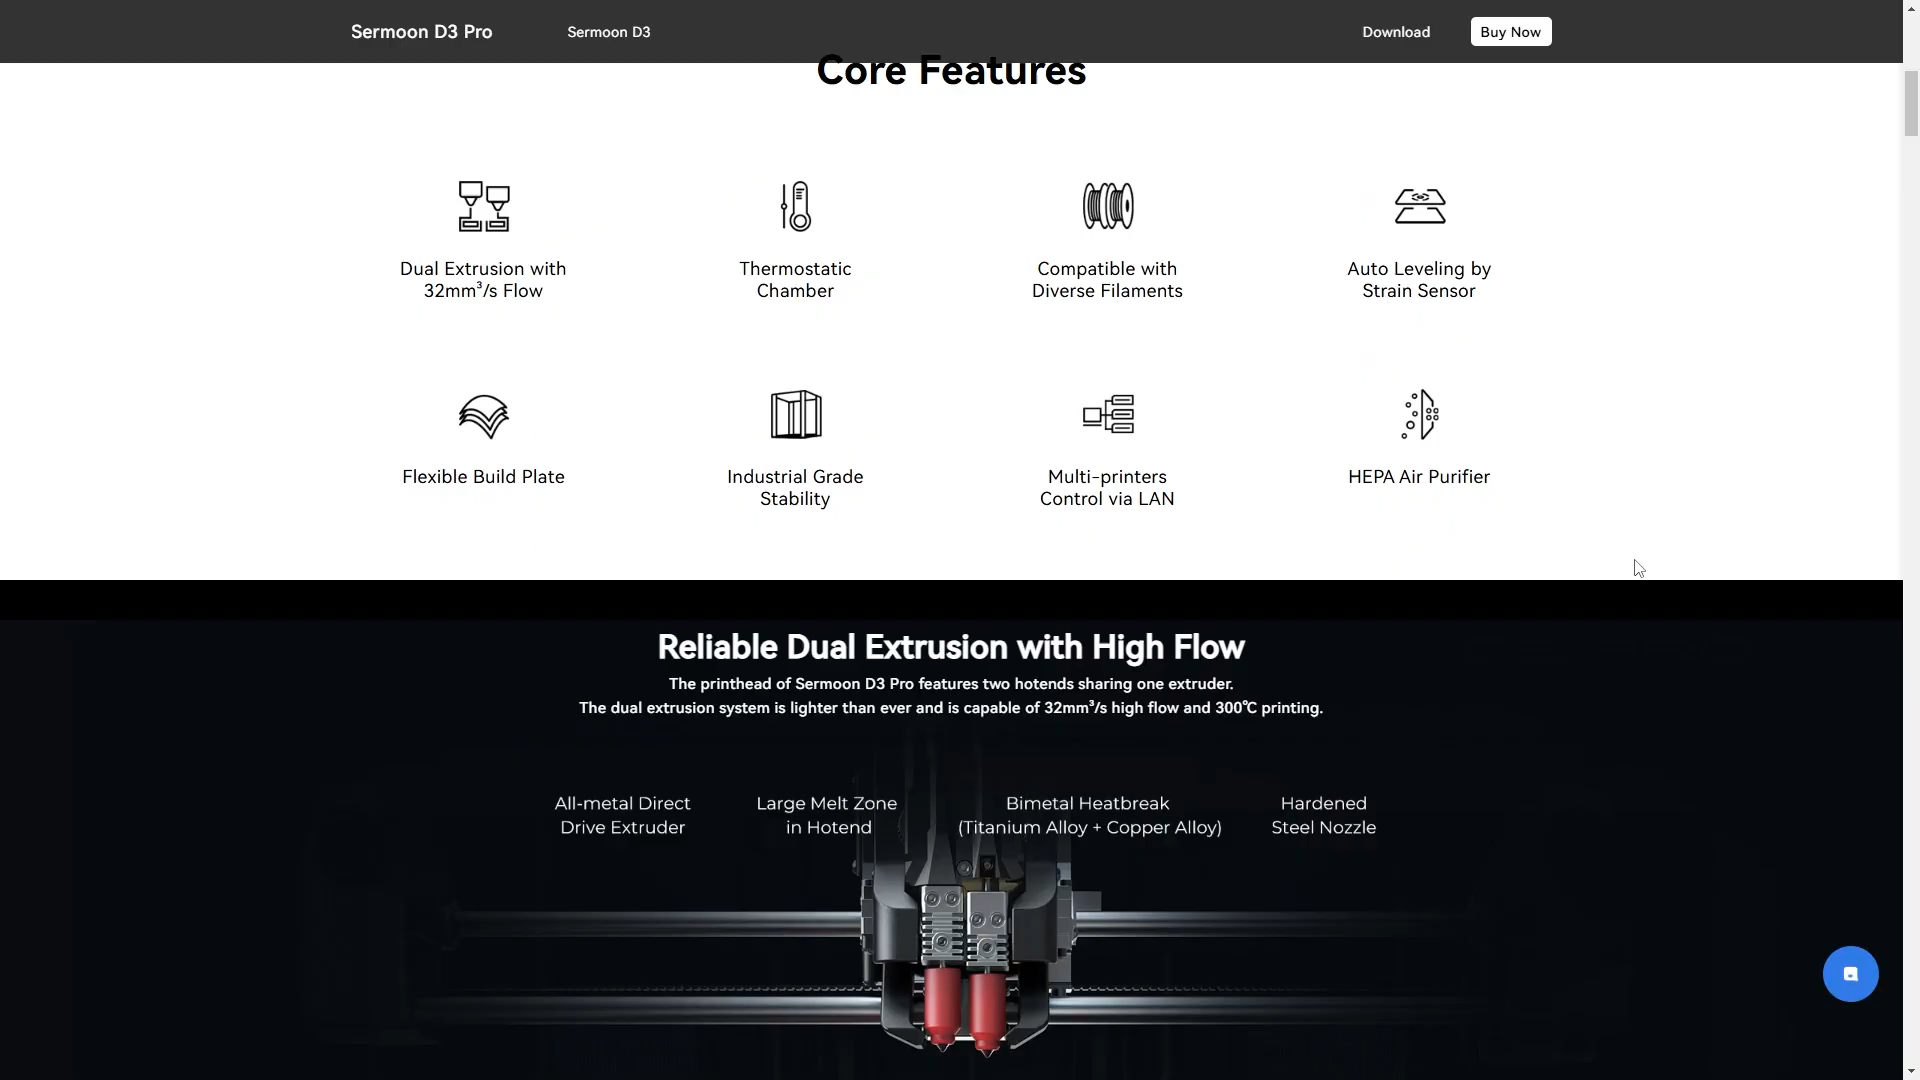 Sermoon D3 Pro
Sermoon D3
Download
Buy Now
Core Features
Dual Extrusion with
32mm³/s Flow
Thermostatic
Chamber
Compatible with
Diverse Filaments
Auto Leveling by
Strain Sensor
Flexible Build Plate
Industrial Grade
Stability
Multi-printers
Control via LAN
HEPA Air Purifier
Reliable Dual Extrusion with High Flow
The printhead of Sermoon D3 Pro features two hotends sharing one extruder.
The dual extrusion system is lighter than ever and is capable of 32mm³/s high flow and 300℃ printing.
All-metal Direct
Drive Extruder
Large Melt Zone
in Hotend
Bimetal Heatbreak
(Titanium Alloy + Copper Alloy)
Hardened
Steel Nozzle